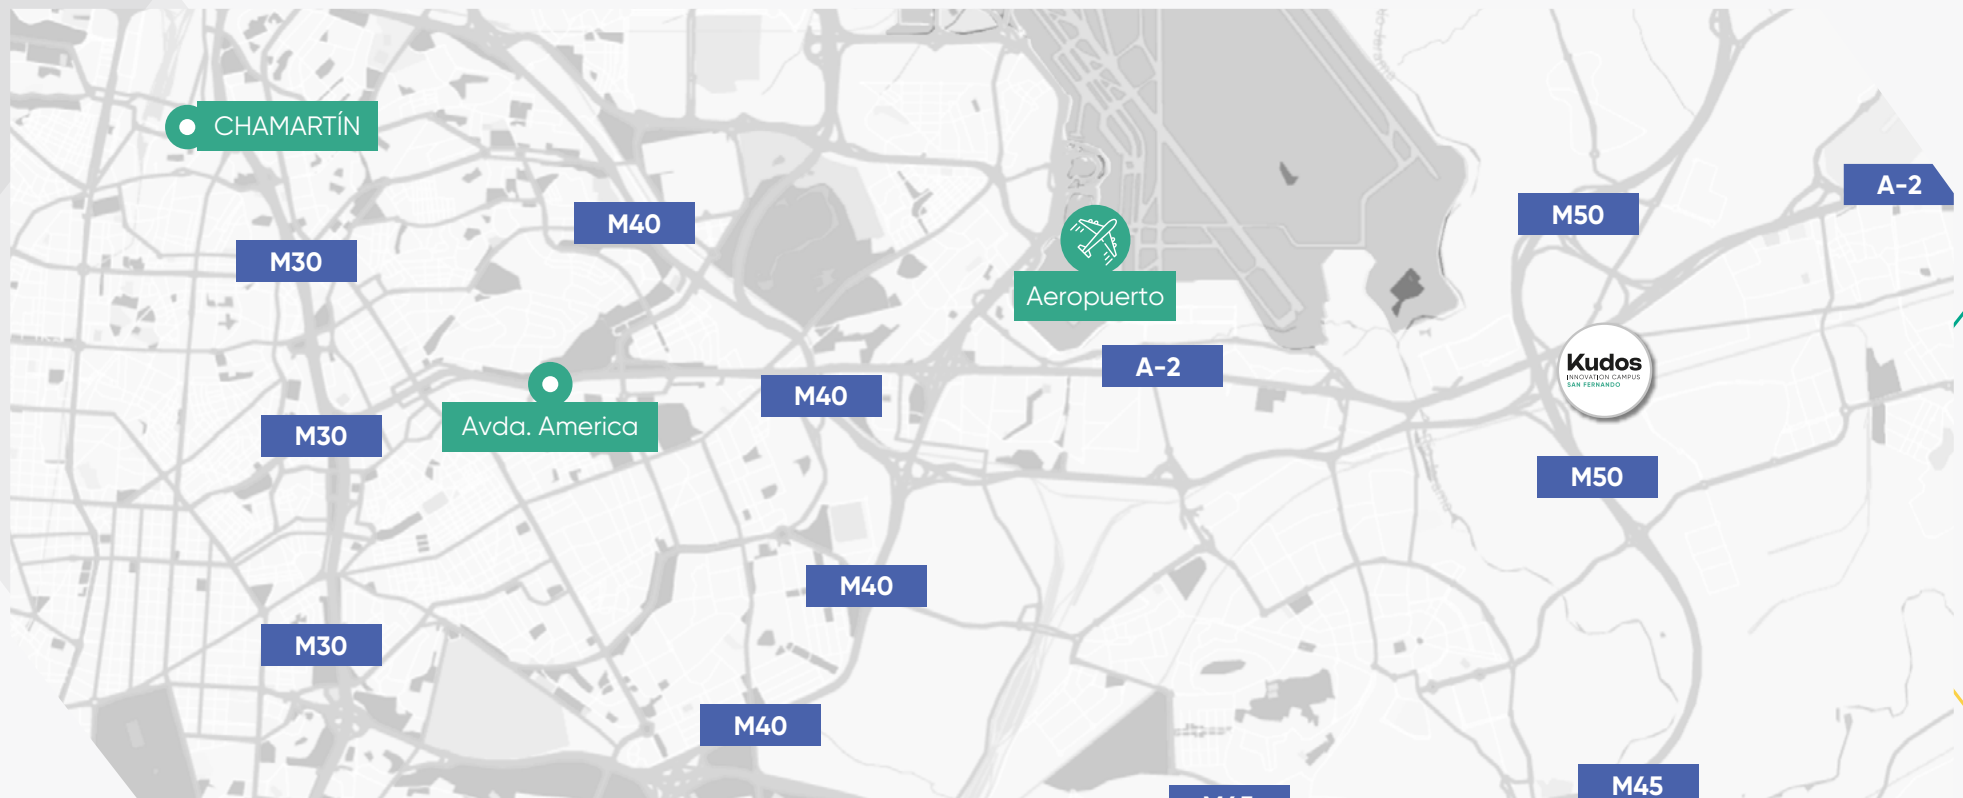 CHAMARTÍN
A-2
M50
M40
M30
Aeropuerto
A-2
Kudos
INNOVATION CAMPUS
SAN FERNANDO
M40
Avda. America
M30
M50
M40
M30
M40
M45